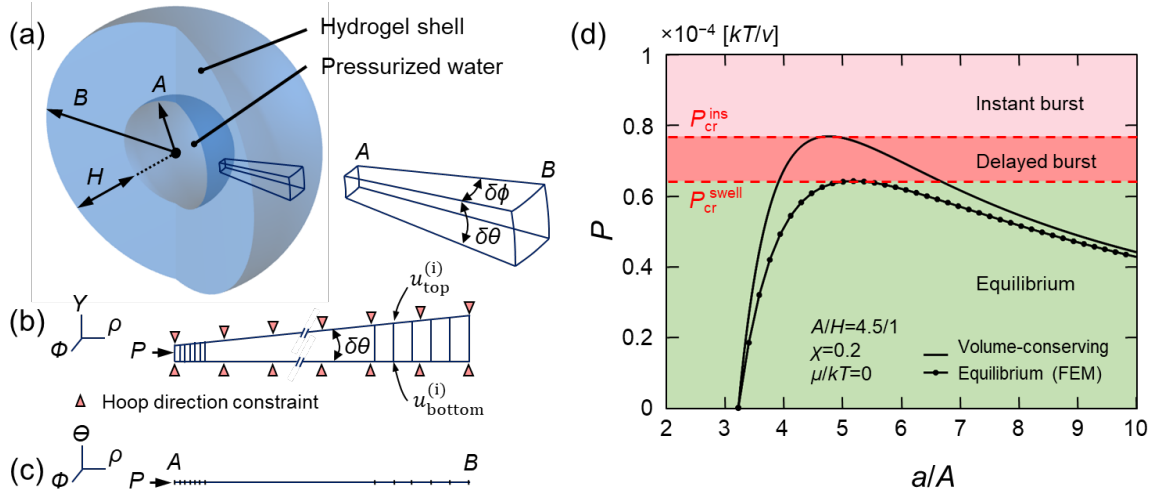 (a)
Hydrogel shell
Pressurized water
A
B
H
A
B
δϕ
δθ
(b)
Y
ρ
Φ
P
δθ
u_top^(i)
u_bottom^(i)
Hoop direction constraint
(c)
Θ
ρ
Φ
P
A
B
(d)
×10⁻⁴ [kT/v]
1
0.8
0.6
0.4
0.2
0
P
P_cr^ins
P_cr^swell
Instant burst
Delayed burst
Equilibrium
A/H=4.5/1
χ=0.2
μ/kT=0
Volume-conserving
Equilibrium (FEM)
2 3 4 5 6 7 8 9 10
a/A